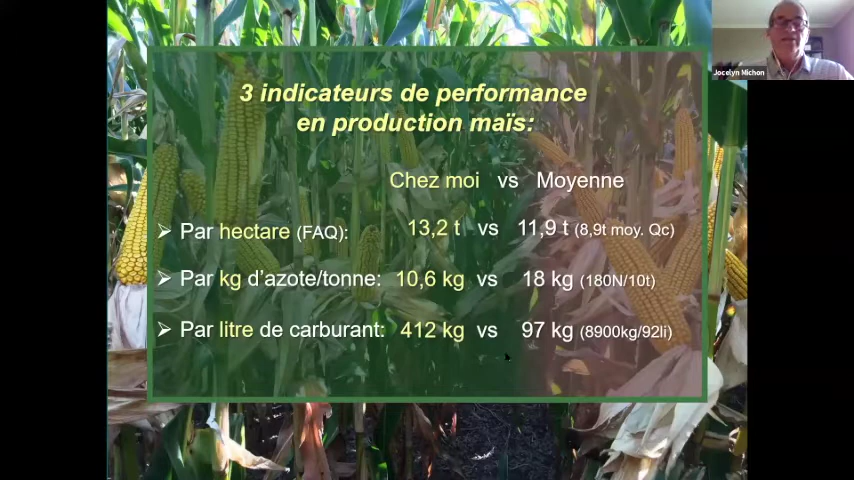 Jocelyn Michon
3 indicateurs de performance
en production maïs:
Chez moi vs Moyenne
➢ Par hectare (FAQ): 13,2 t vs 11,9 t (8,9t moy. Qc)
➢ Par kg d'azote/tonne: 10,6 kg vs 18 kg (180N/10t)
➢ Par litre de carburant: 412 kg vs 97 kg (8900kg/92li)